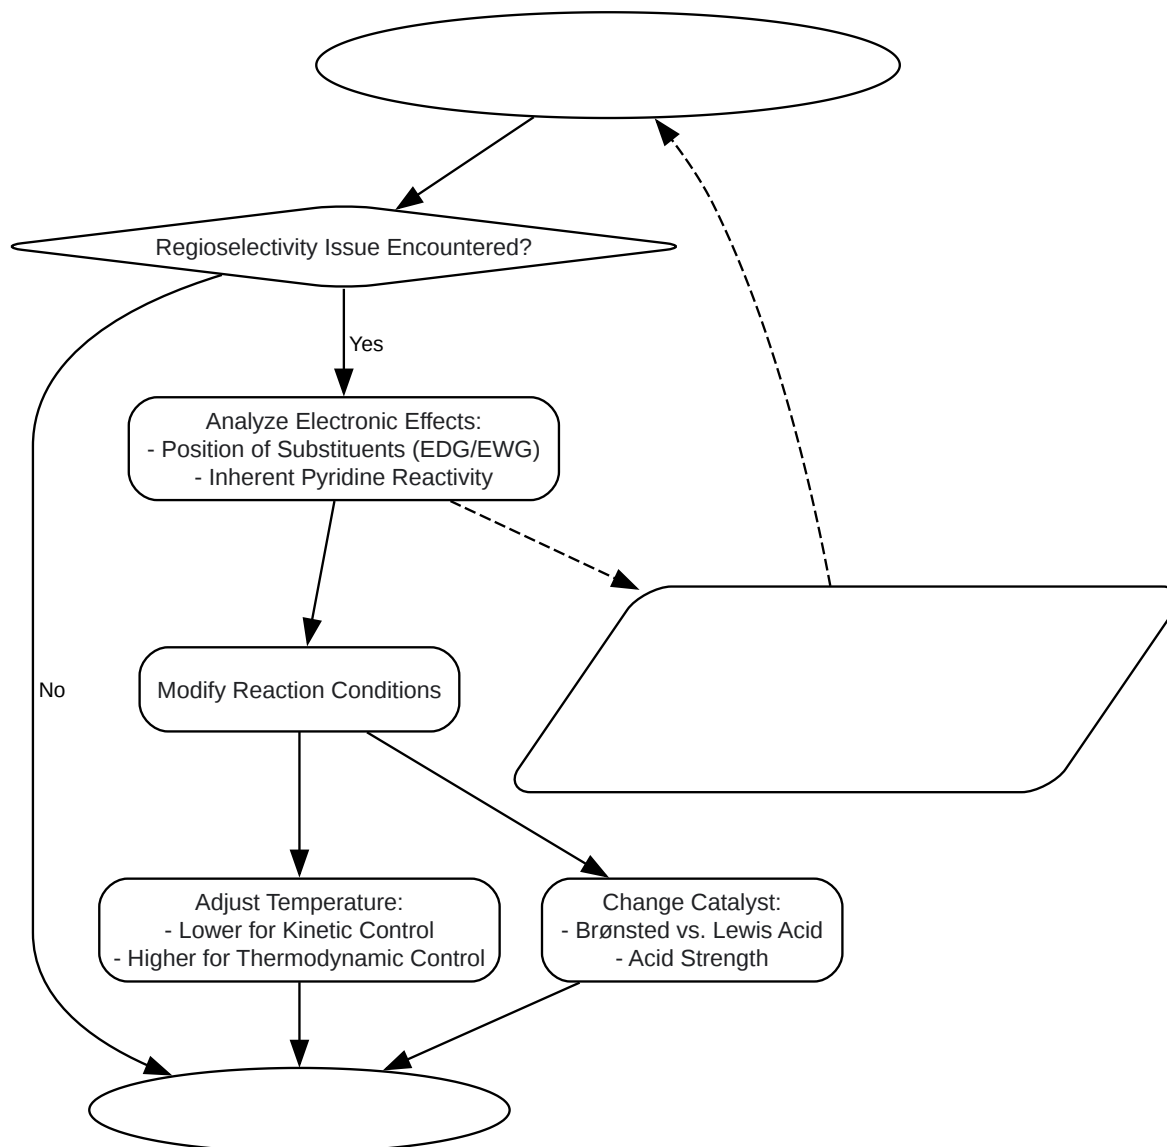 Regioselectivity Issue Encountered?
Yes
Analyze Electronic Effects:
- Position of Substituents (EDG/EWG)
- Inherent Pyridine Reactivity
Modify Reaction Conditions
No
Adjust Temperature:
- Lower for Kinetic Control
- Higher for Thermodynamic Control
Change Catalyst:
- Brønsted vs. Lewis Acid
- Acid Strength